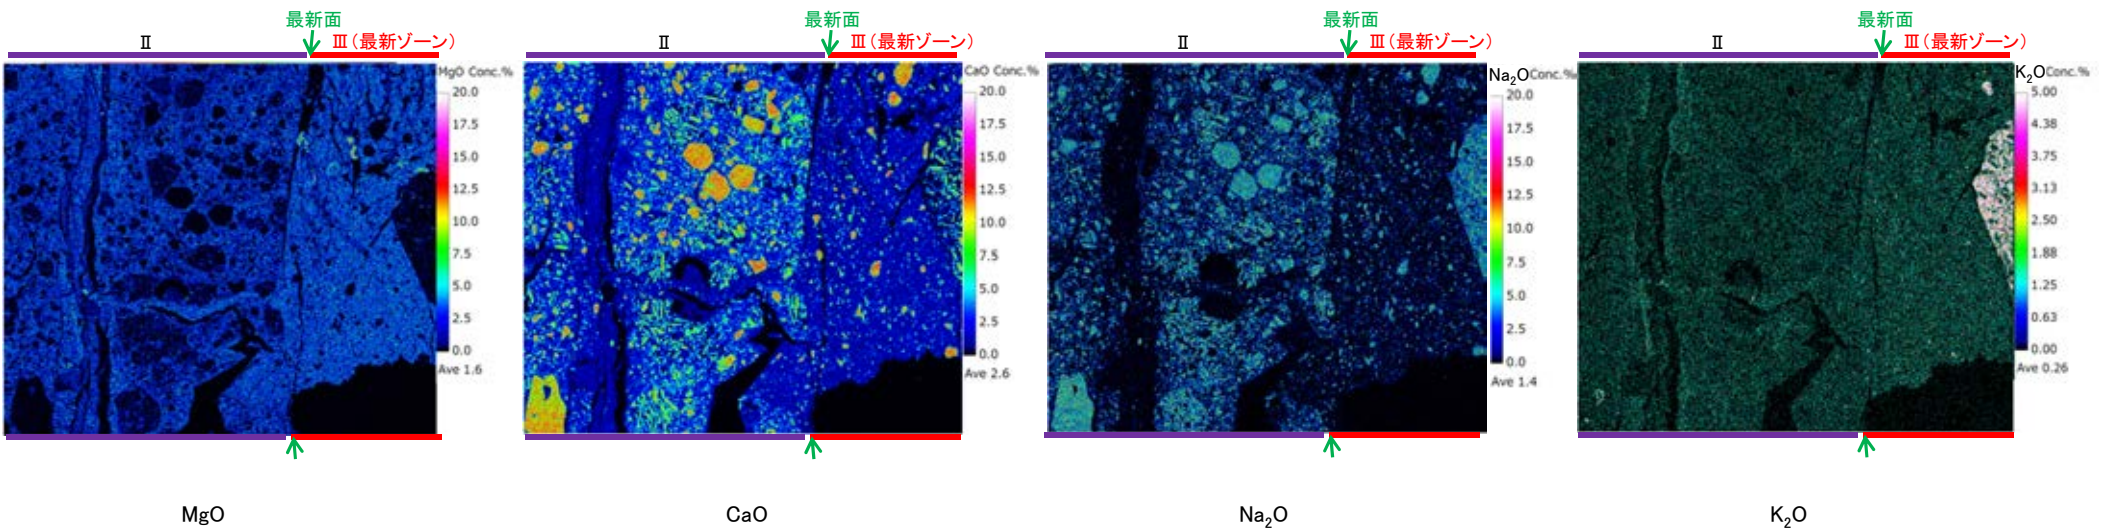 最新面
Ⅱ
Ⅲ（最新ゾーン）
MgO Conc.%
20.0
17.5
15.0
12.5
10.0
7.5
5.0
2.5
0.0
Ave 1.6
MgO
最新面
Ⅱ
Ⅲ（最新ゾーン）
CaO Conc.%
20.0
17.5
15.0
12.5
10.0
7.5
5.0
2.5
0.0
Ave 2.6
CaO
最新面
Ⅱ
Ⅲ（最新ゾーン）
Na₂O Conc.%
20.0
17.5
15.0
12.5
10.0
7.5
5.0
2.5
0.0
Ave 1.4
Na₂O
最新面
Ⅱ
Ⅲ（最新ゾーン）
K₂O Conc.%
5.00
4.38
3.75
3.13
2.50
1.88
1.25
0.63
0.00
Ave 0.26
K₂O